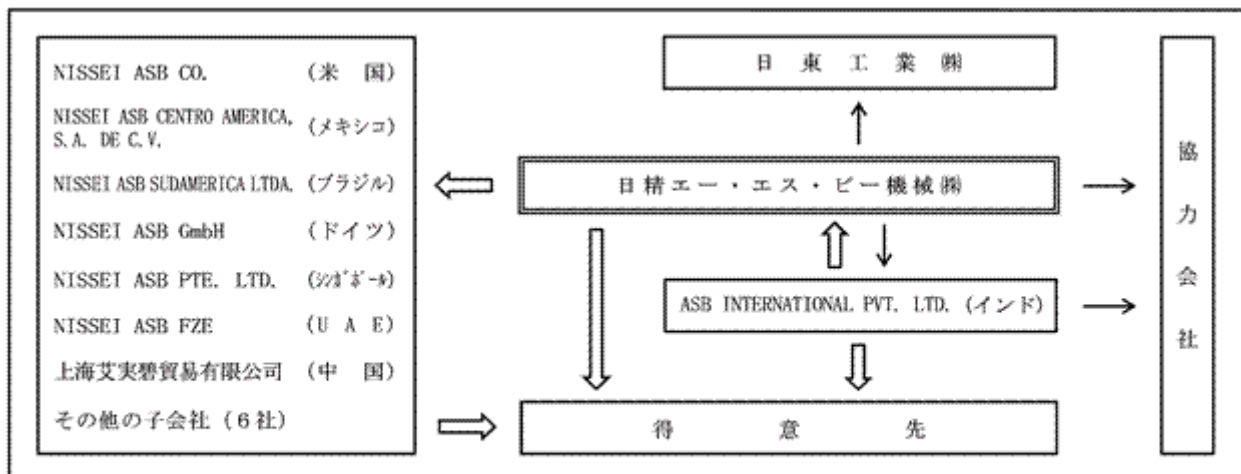 NISSEI ASB CO. (米 国)
NISSEI ASB CENTRO AMERICA, S.A. DE C.V. (メキシコ)
NISSEI ASB SUDAMERICA LTDA. (ブラジル)
NISSEI ASB GmbH (ドイツ)
NISSEI ASB PTE. LTD. (ｼﾝｶﾞﾎﾟｰﾙ)
NISSEI ASB FZE (U A E)
上海艾実碧貿易有限公司 (中 国)
その他の子会社 (6社)
日 東 工 業 ㈱
日精エー・エス・ビー機械㈱
ASB INTERNATIONAL PVT. LTD. (インド)
得 意 先
協力会社